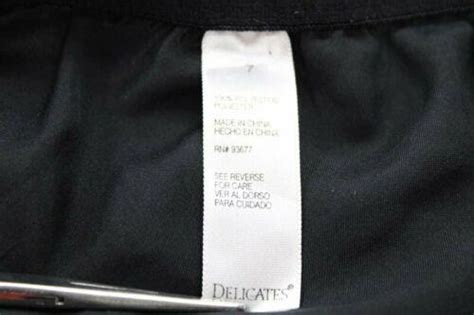 7
100% POLYESTER
POLIESTER
MADE IN CHINA
HECHO EN CHINA
RN# 93677
SEE REVERSE
FOR CARE
VER AL DORSO
PARA CUIDADO
DELICATES®